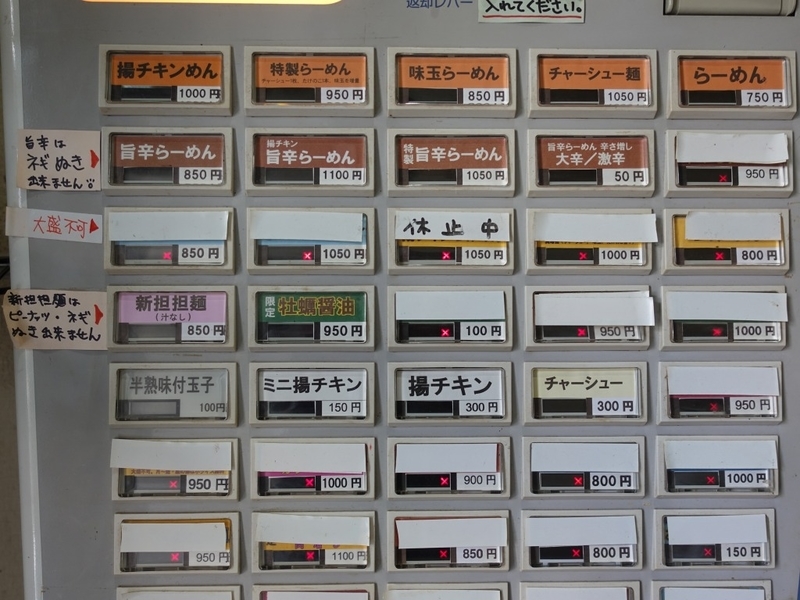 返却レバー
入れてください。
揚チキンめん
1000円
特製らーめん
950円
味玉らーめん
850円
チャーシュー麺
1050円
らーめん
750円
旨辛は
ネギぬき
出来ません
旨辛らーめん
850円
揚チキン
旨辛らーめん
1100円
特製
旨辛らーめん
1050円
旨辛らーめん 辛さ増し
大辛／激辛
50円
950円
大盛不可
850円
1050円
休止中
1050円
1000円
800円
新担担麺は
ピーナッツ・ネギ
ぬき出来ません
新担担麺
(汁なし)
850円
限定
牡蠣醤油
950円
100円
950円
1000円
半熟味付玉子
100円
ミニ揚チキン
150円
揚チキン
300円
チャーシュー
300円
950円
950円
1000円
900円
800円
1000円
950円
1100円
850円
800円
150円